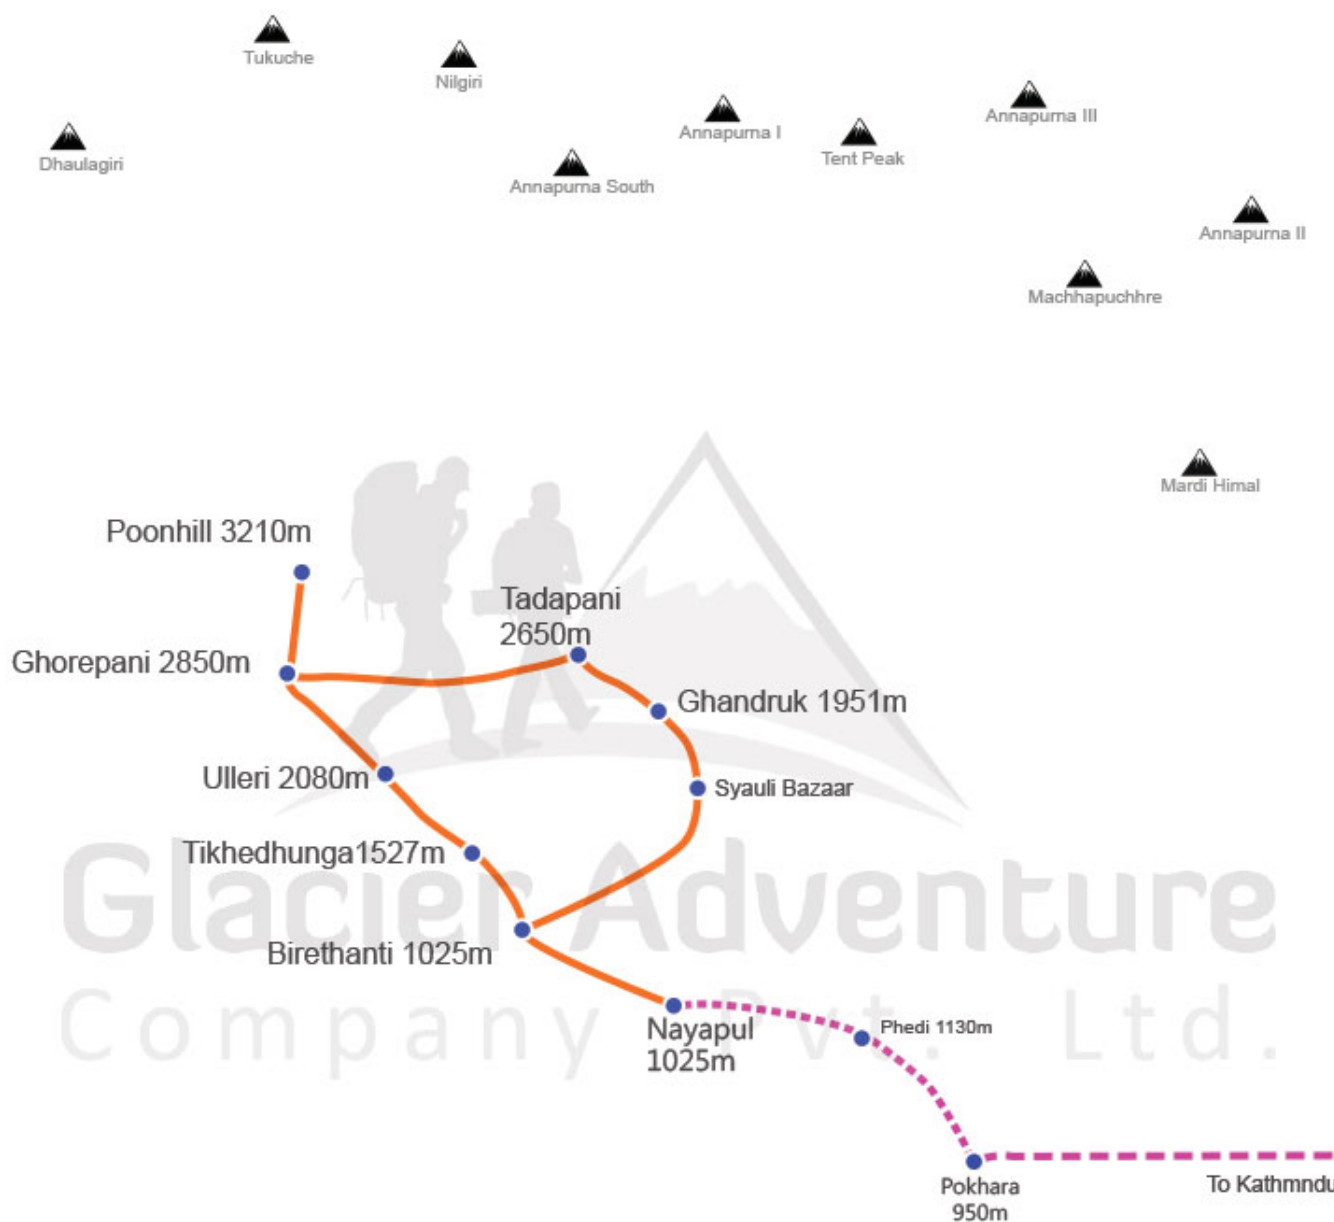 Tukuche
Nilgiri
Annapurna III
Annapurna I
Tent Peak
Dhaulagiri
Annapurna South
Annapurna II
Machhapuchhre
Mardi Himal
Poonhill 3210m
Tadapani
2650m
Ghorepani 2850m
Ghandruk 1951m
Ulleri 2080m
Syauli Bazaar
Tikhedhunga1527m
Glacier Adventure
Birethanti 1025m
Company Pvt. Ltd.
Nayapul
1025m
Phedi 1130m
Pokhara
950m
To Kathmndu